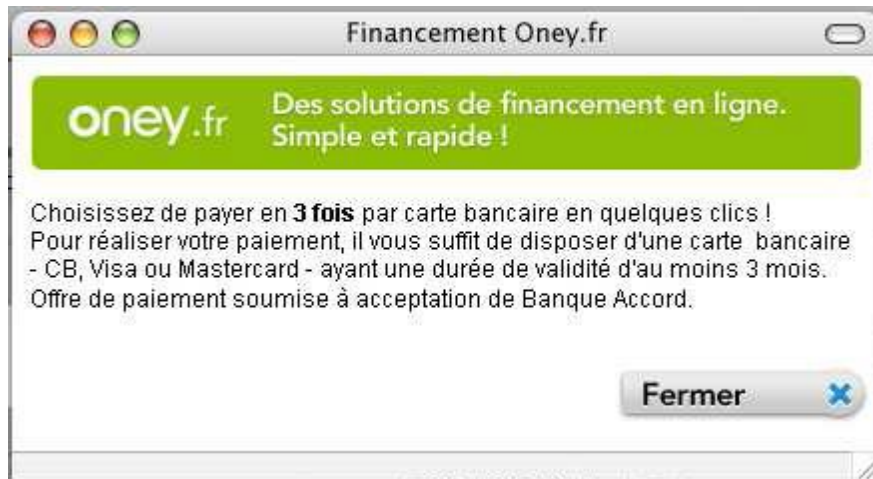 Financement Oney.fr
oney.fr
Des solutions de financement en ligne.
Simple et rapide !
Choisissez de payer en 3 fois par carte bancaire en quelques clics !
Pour réaliser votre paiement, il vous suffit de disposer d'une carte bancaire
- CB, Visa ou Mastercard - ayant une durée de validité d'au moins 3 mois.
Offre de paiement soumise à acceptation de Banque Accord.
Fermer